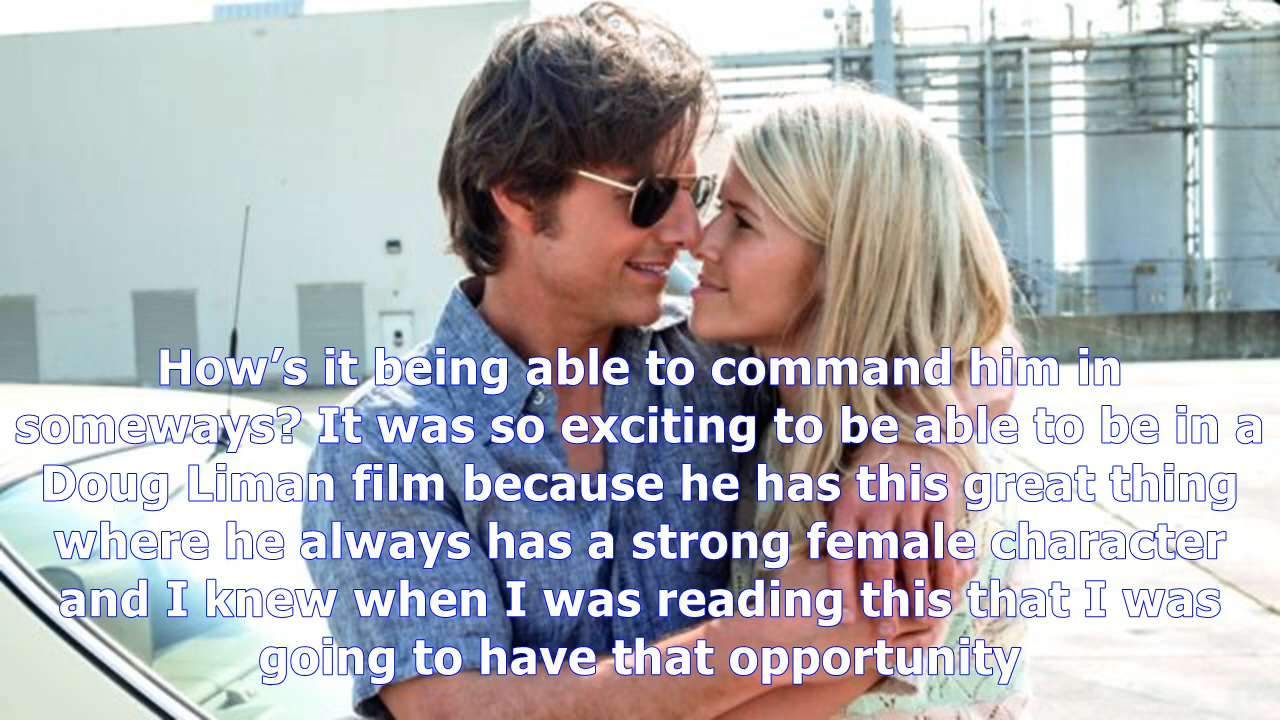 How’s it being able to command him in
someways? It was so exciting to be able to be in a
Doug Liman film because he has this great thing
where he always has a strong female character
and I knew when I was reading this that I was
going to have that opportunity